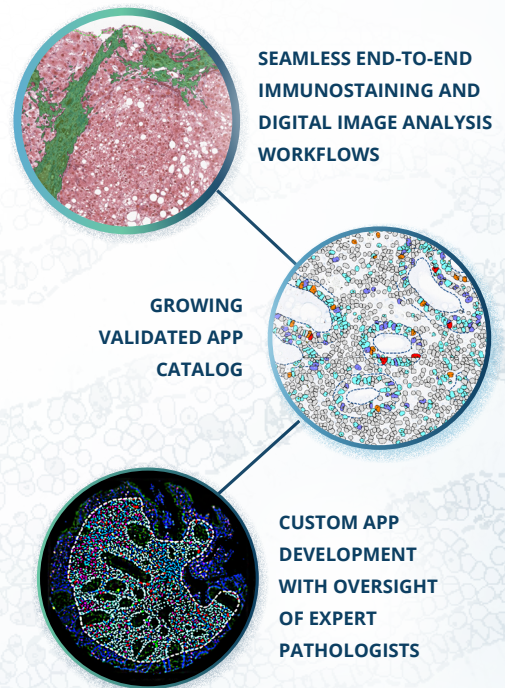 SEAMLESS END-TO-END
IMMUNOSTAINING AND
DIGITAL IMAGE ANALYSIS
WORKFLOWS
GROWING
VALIDATED APP
CATALOG
CUSTOM APP
DEVELOPMENT
WITH OVERSIGHT
OF EXPERT
PATHOLOGISTS